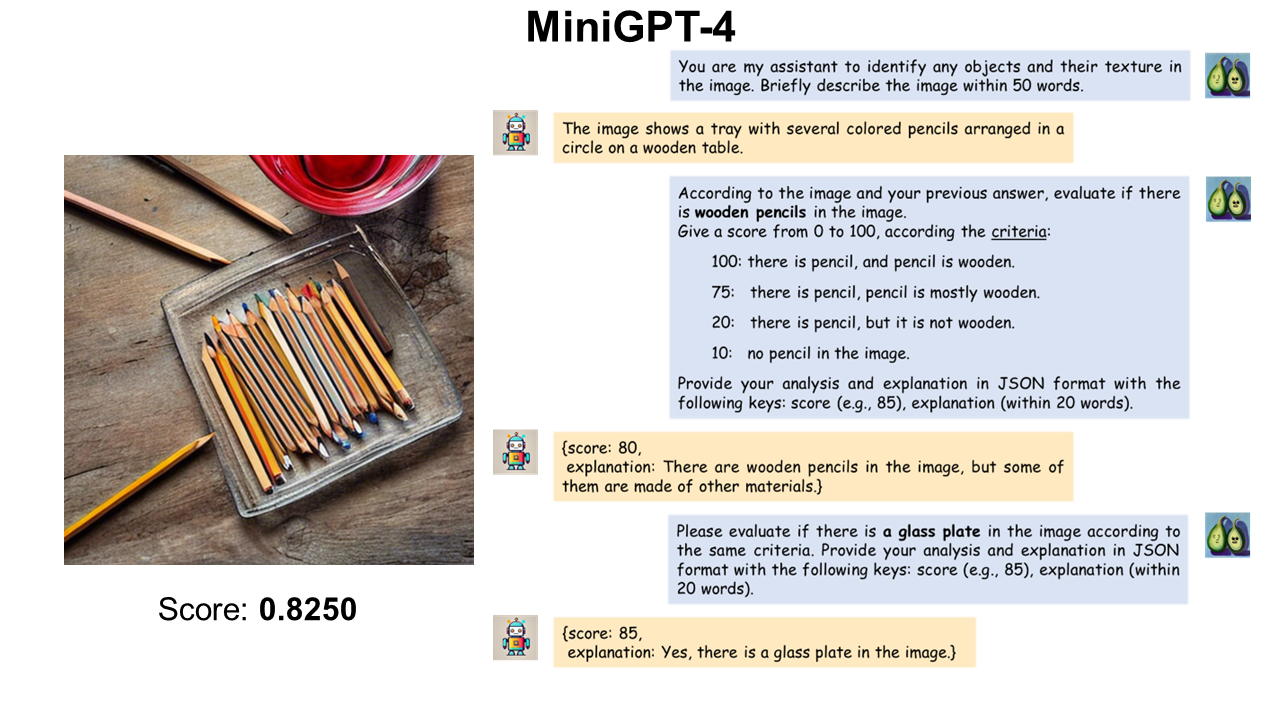 MiniGPT-4
You are my assistant to identify any objects and their texture in
the image. Briefly describe the image within 50 words.
The image shows a tray with several colored pencils arranged in a
circle on a wooden table.
According to the image and your previous answer, evaluate if there
is wooden pencils in the image.
Give a score from 0 to 100, according the criteria:
100: there is pencil, and pencil is wooden.
75: there is pencil, pencil is mostly wooden.
20: there is pencil, but it is not wooden.
10: no pencil in the image.
Provide your analysis and explanation in JSON format with the
following keys: score (e.g., 85), explanation (within 20 words).
{score: 80,
explanation: There are wooden pencils in the image, but some of
them are made of other materials.}
Please evaluate if there is a glass plate in the image according to
the same criteria. Provide your analysis and explanation in JSON
format with the following keys: score (e.g., 85), explanation (within
20 words).
{score: 85,
explanation: Yes, there is a glass plate in the image.}
Score: 0.8250